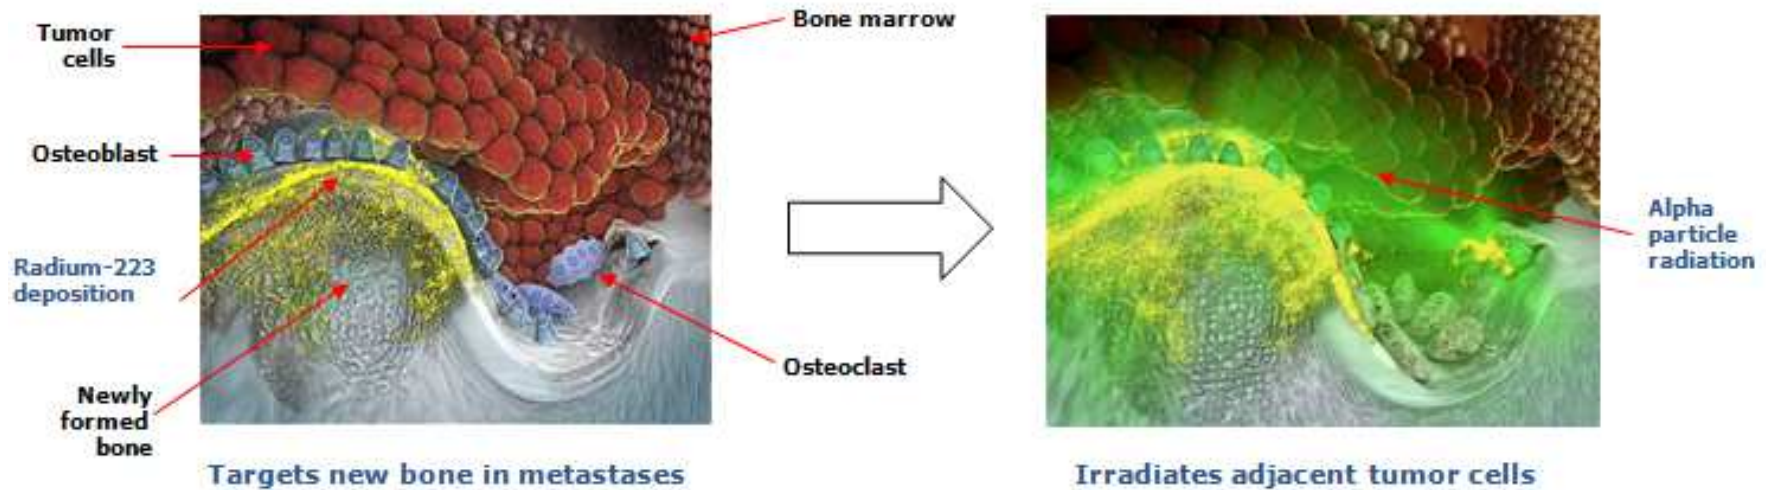 Tumor
cells
Bone marrow
Osteoblast
Radium-223
deposition
Newly
formed
bone
Osteoclast
Targets new bone in metastases
Alpha
particle
radiation
Irradiates adjacent tumor cells